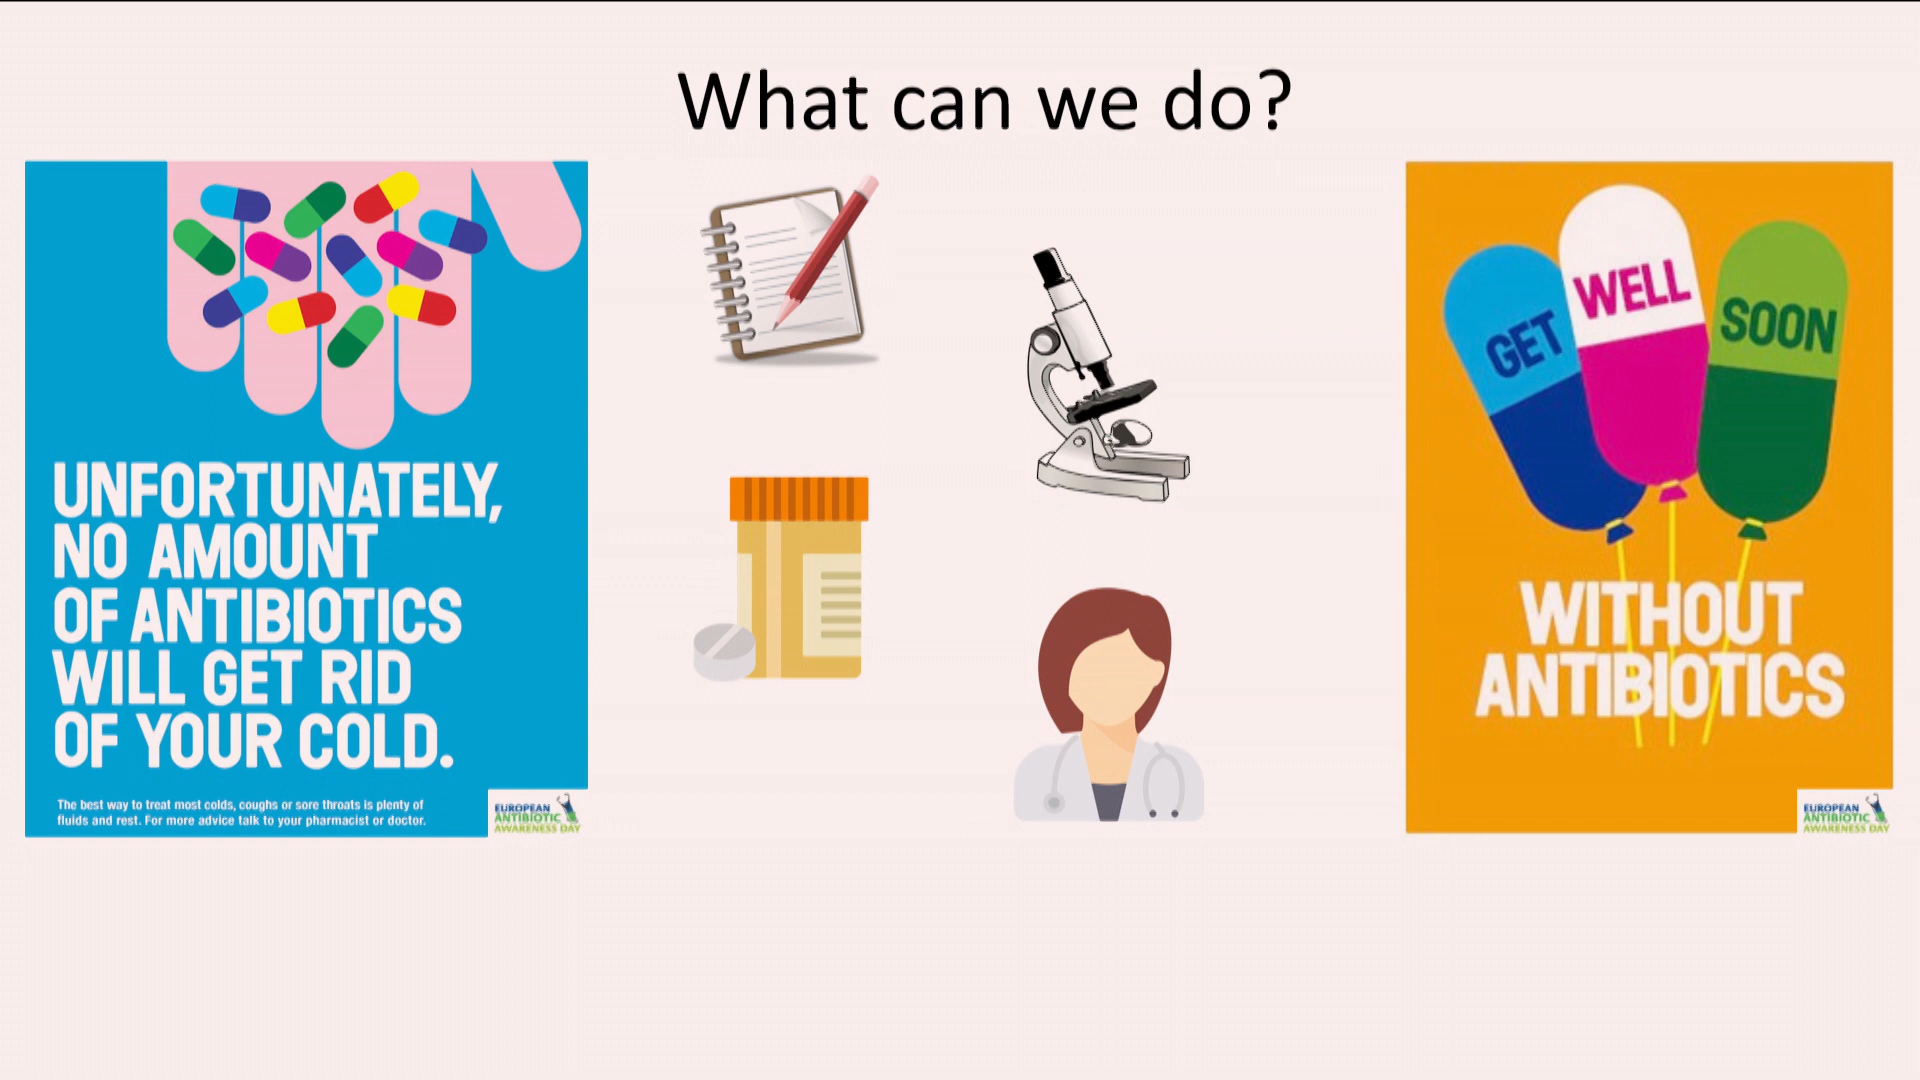 What can we do?
UNFORTUNATELY,
NO AMOUNT
OF ANTIBIOTICS
WILL GET RID
OF YOUR COLD.
The best way to treat most colds, coughs or sore throats is plenty of
fluids and rest. For more advice talk to your pharmacist or doctor.
EUROPEAN
ANTIBIOTIC
AWARENESS DAY
GET WELL SOON
WITHOUT
ANTIBIOTICS
EUROPEAN
ANTIBIOTIC
AWARENESS DAY